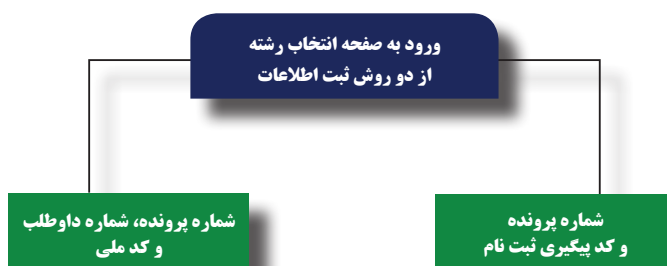 ورود به صفحه انتخاب رشته
از دو روش ثبت اطلاعات
شماره پرونده
و کد پیگیری ثبت نام
شماره پرونده، شماره داوطلب
و کد ملی